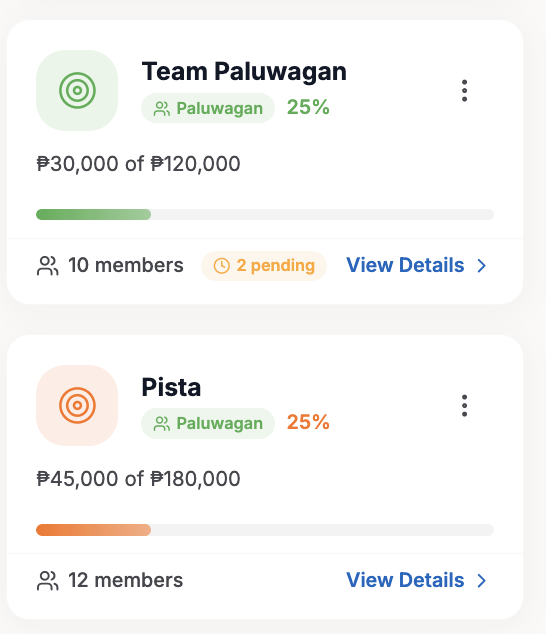 Team Paluwagan
Paluwagan 25%
₱30,000 of ₱120,000
10 members 2 pending View Details
Pista
Paluwagan 25%
₱45,000 of ₱180,000
12 members View Details